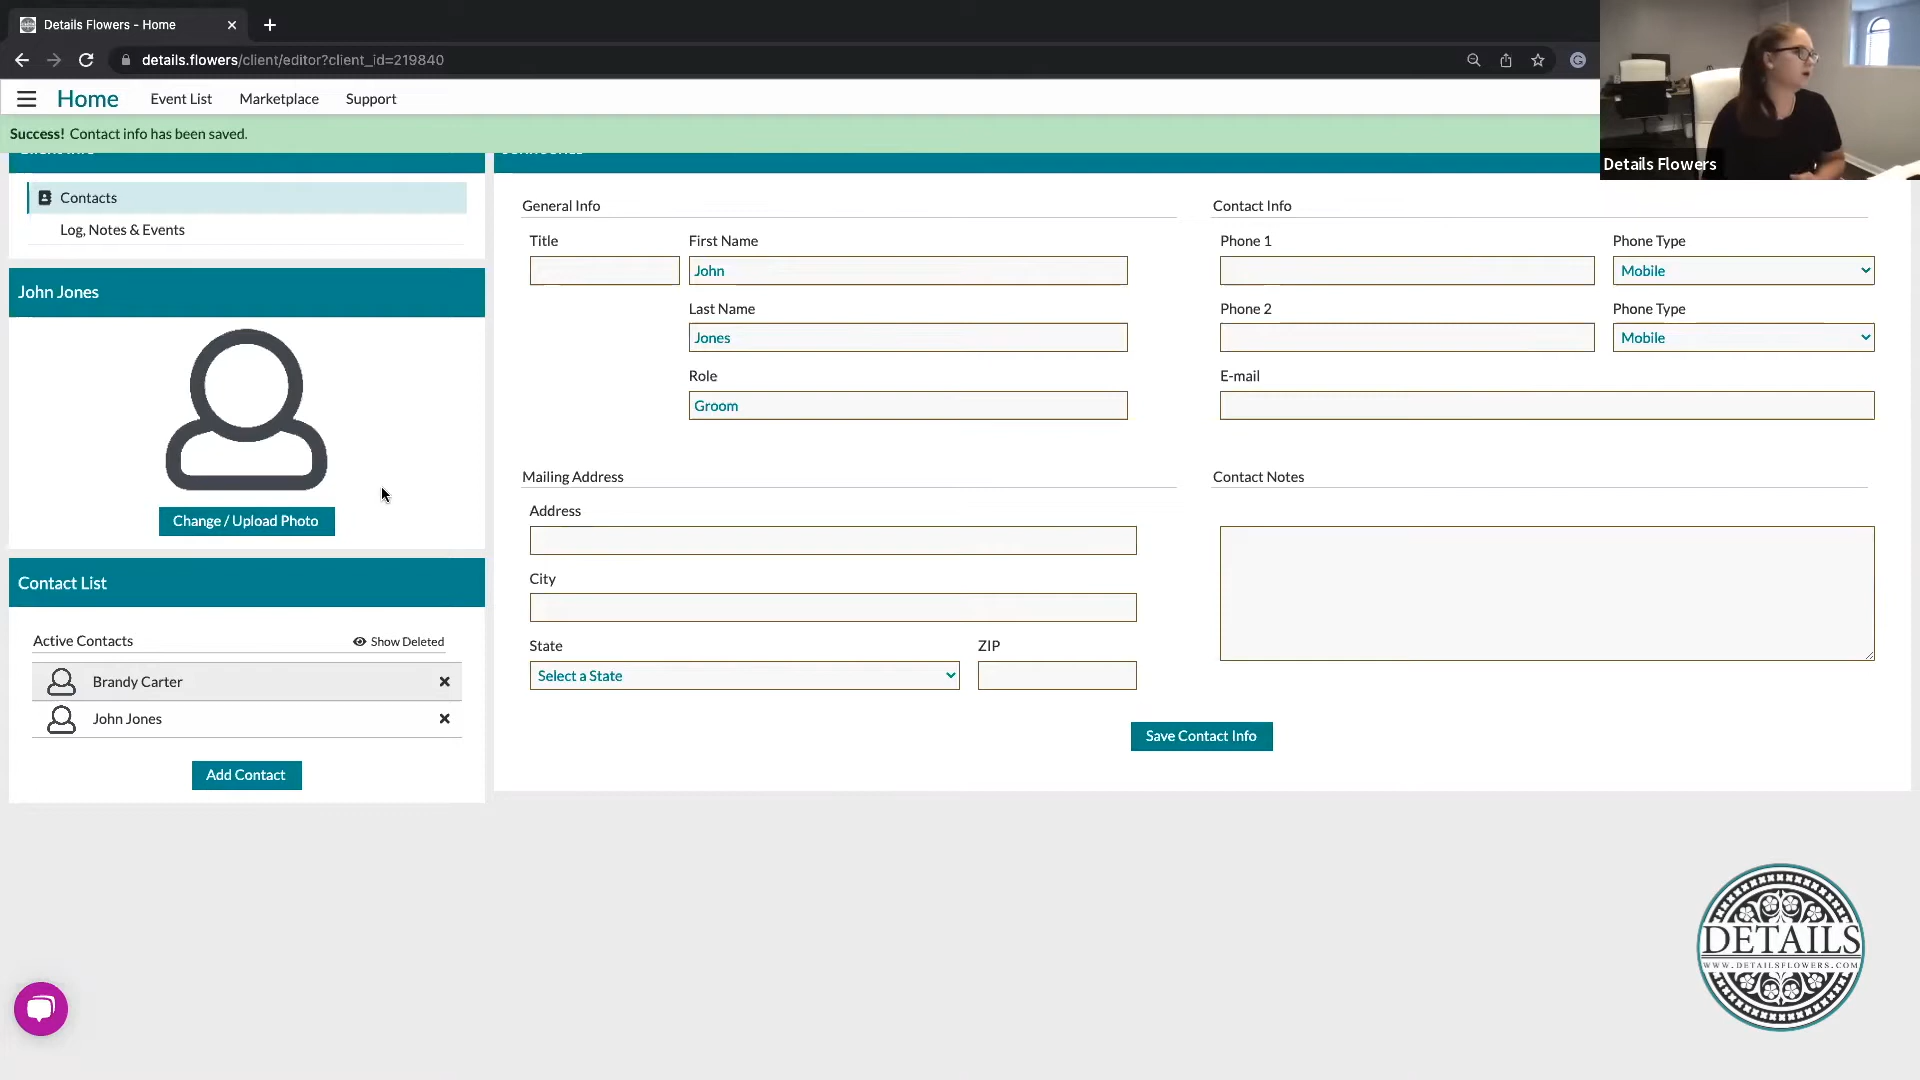 Details Flowers - Home
details.flowers/client/editor?client_id=219840
Home Event List Marketplace Support
Success! Contact info has been saved.
Details Flowers
Contacts
Log, Notes & Events
John Jones
Change / Upload Photo
Contact List
Active Contacts Show Deleted
Brandy Carter
John Jones
Add Contact
General Info
Title First Name
John
Last Name
Jones
Role
Groom
Contact Info
Phone 1 Phone Type
Mobile
Phone 2 Phone Type
Mobile
E-mail
Mailing Address
Address
City
State ZIP
Select a State
Contact Notes
Save Contact Info
DETAILS
WWW.DETAILSFLOWERS.COM